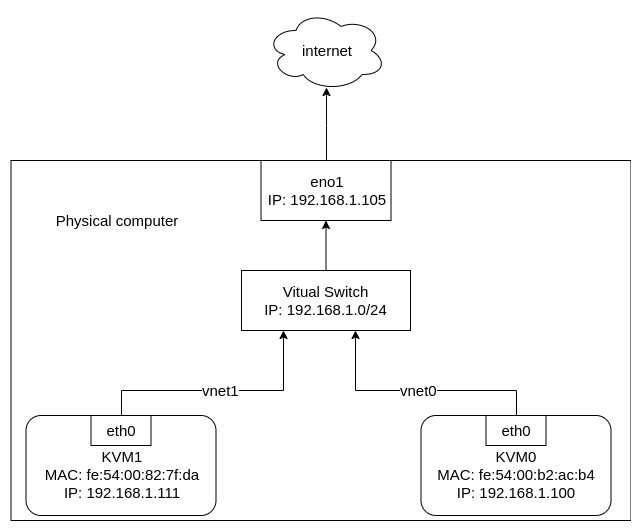 internet
eno1
IP: 192.168.1.105
Physical computer
Vitual Switch
IP: 192.168.1.0/24
vnet1
vnet0
eth0
KVM1
MAC: fe:54:00:82:7f:da
IP: 192.168.1.111
eth0
KVM0
MAC: fe:54:00:b2:ac:b4
IP: 192.168.1.100